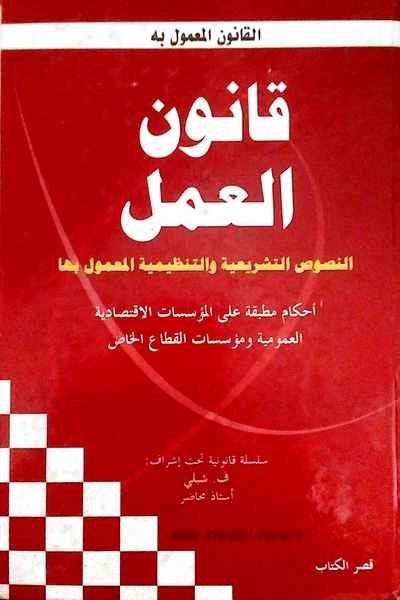 القانون المعمول به
قانون
العمل
النصوص التشريعية والتنظيمية المعمول بها
أحكام مطبقة على المؤسسات الاقتصادية
العمومية ومؤسسات القطاع الخاص
سلسلة قانونية تحت إشراف:
ف. شبلي
أستاذ محاضر
قصر الكتاب